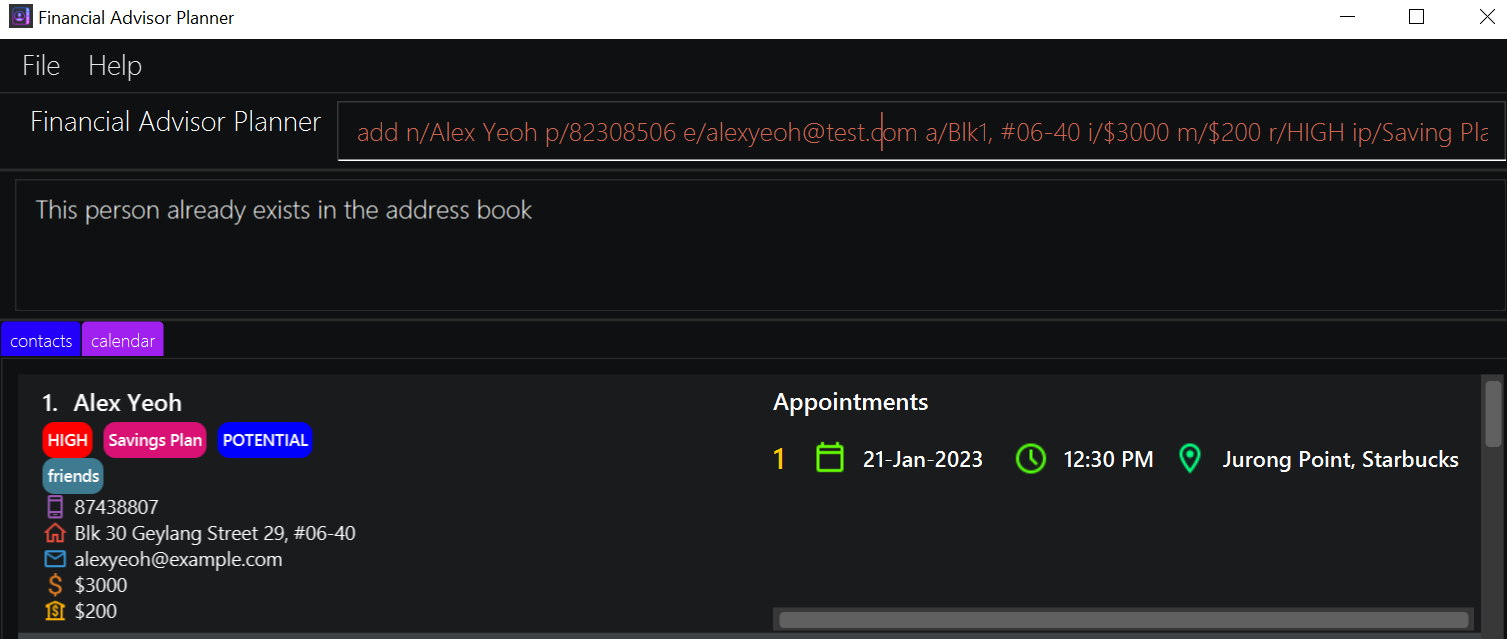 Financial Advisor Planner
File Help
Financial Advisor Planner
add n/Alex Yeoh p/82308506 e/alexyeoh@test.com a/Blk1, #06-40 i/$3000 m/$200 r/HIGH ip/Saving Pla
This person already exists in the address book
contacts calendar
1. Alex Yeoh
HIGH Savings Plan POTENTIAL
friends
87438807
Blk 30 Geylang Street 29, #06-40
alexyeoh@example.com
$3000
$200
Appointments
1 21-Jan-2023 12:30 PM Jurong Point, Starbucks